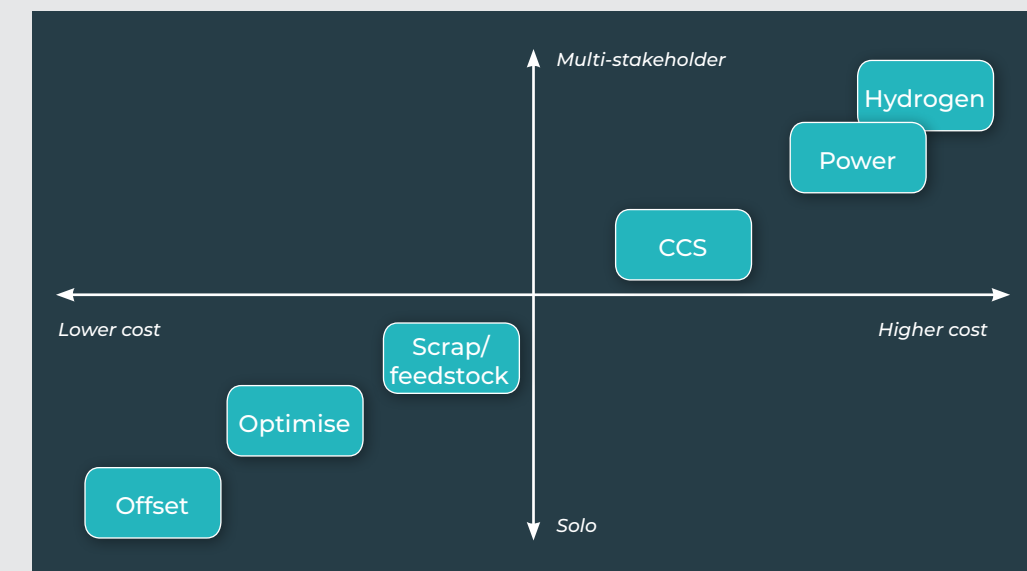 Multi-stakeholder
Hydrogen
Power
CCS
Lower cost
Higher cost
Scrap/
feedstock
Optimise
Offset
Solo